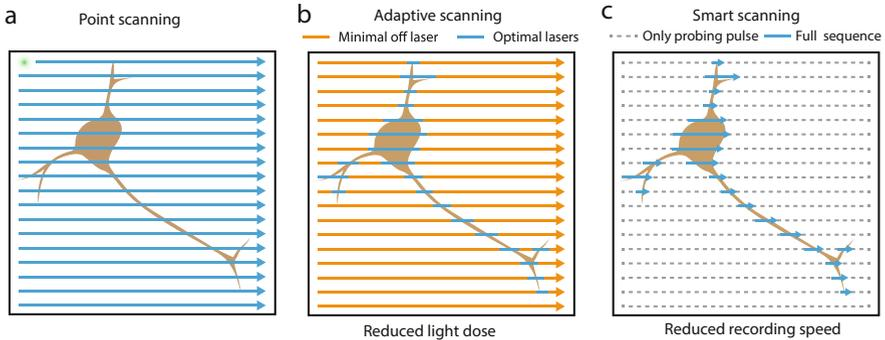 a
Point scanning
b
Adaptive scanning
Minimal off laser
Optimal lasers
Reduced light dose
c
Smart scanning
Only probing pulse
Full sequence
Reduced recording speed